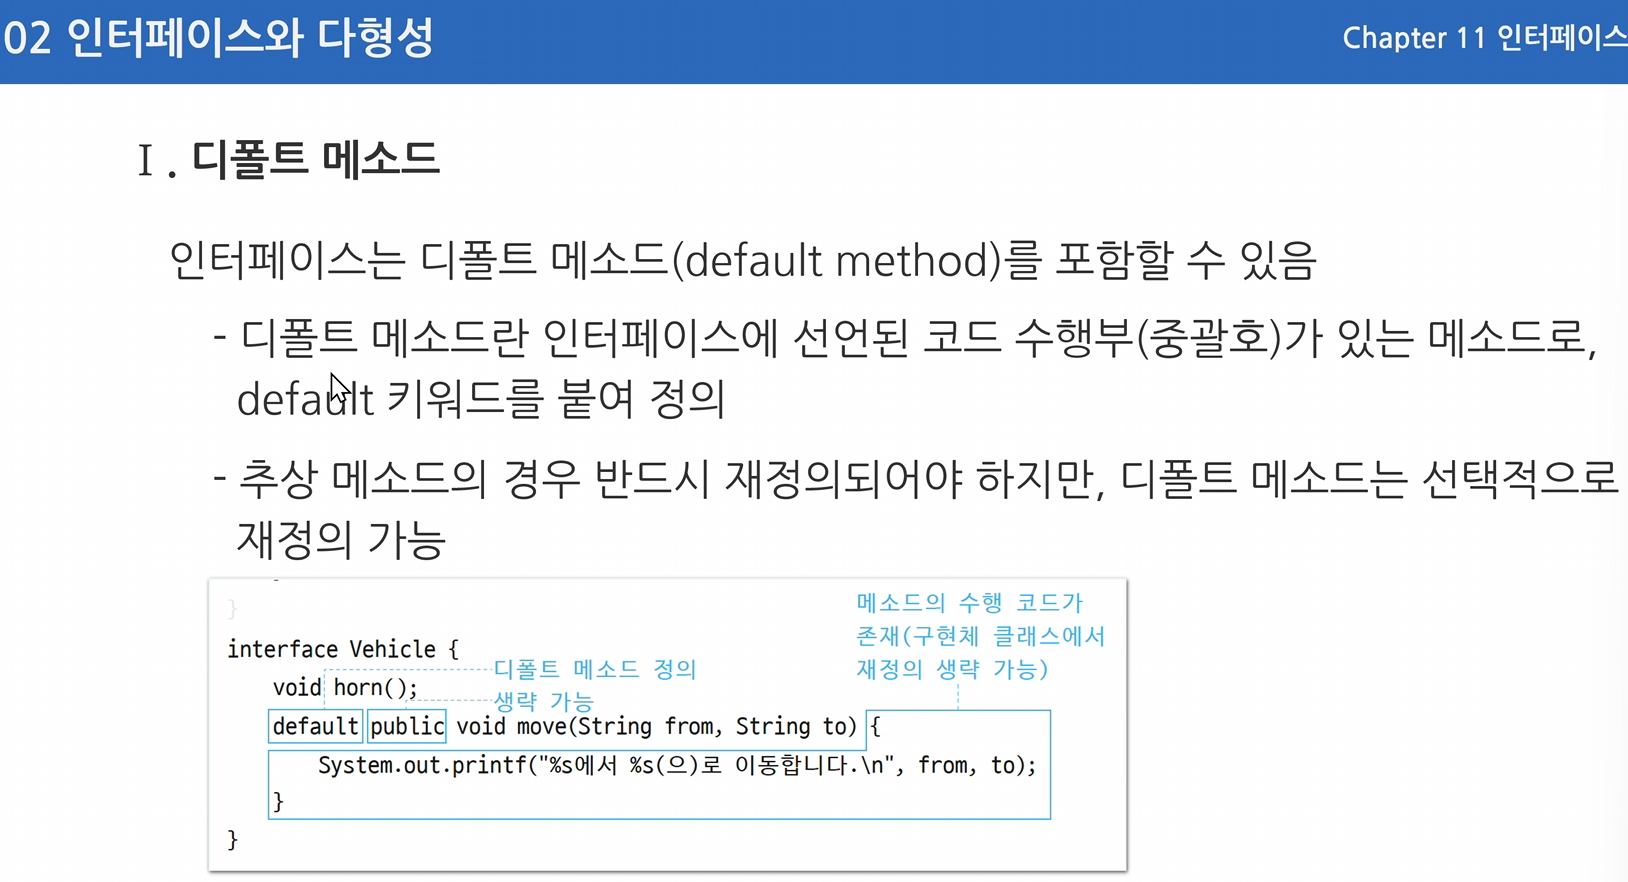 02 인터페이스와 다형성
Chapter 11 인터페이스
Ⅰ. 디폴트 메소드
인터페이스는 디폴트 메소드(default method)를 포함할 수 있음
- 디폴트 메소드란 인터페이스에 선언된 코드 수행부(중괄호)가 있는 메소드로,
default 키워드를 붙여 정의
- 추상 메소드의 경우 반드시 재정의되어야 하지만, 디폴트 메소드는 선택적으로
재정의 가능
}
메소드의 수행 코드가
존재(구현체 클래스에서
재정의 생략 가능)
interface Vehicle {
디폴트 메소드 정의
void horn();
생략 가능
default public void move(String from, String to) {
System.out.printf("%s에서 %s(으)로 이동합니다.\n", from, to);
}
}